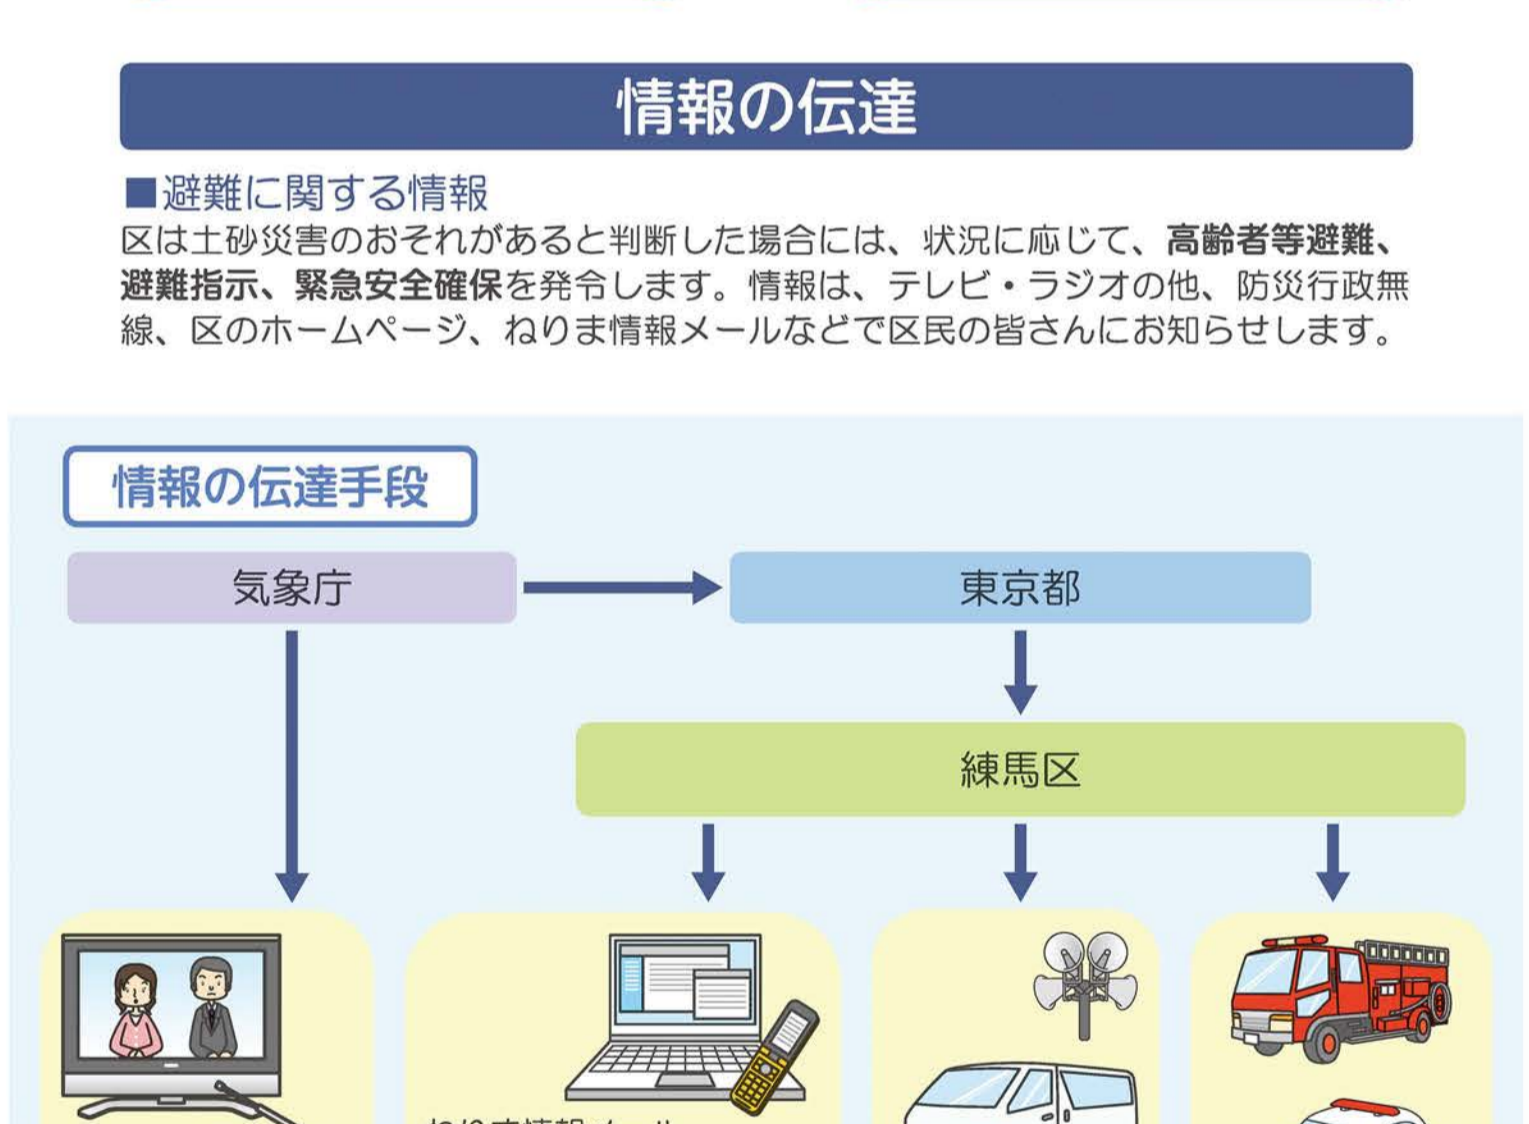 情報の伝達
■避難に関する情報
区は土砂災害のおそれがあると判断した場合には、状況に応じて、高齢者等避難、
避難指示、緊急安全確保を発令します。情報は、テレビ・ラジオの他、防災行政無
線、区のホームページ、ねりま情報メールなどで区民の皆さんにお知らせします。
情報の伝達手段
気象庁
東京都
練馬区